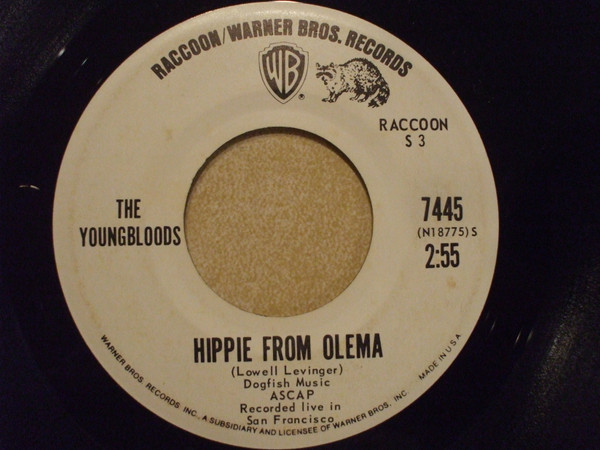 RACCOON/WARNER BROS. RECORDS
WB
®
RACCOON
S 3
THE
YOUNGBLOODS
7445
(N18775)S
2:55
HIPPIE FROM OLEMA
(Lowell Levinger)
Dogfish Music
ASCAP
Recorded live in
San Francisco
WARNER BROS. RECORDS INC., A SUBSIDIARY AND LICENSEE OF WARNER BROS. INC. MADE IN U.S.A.